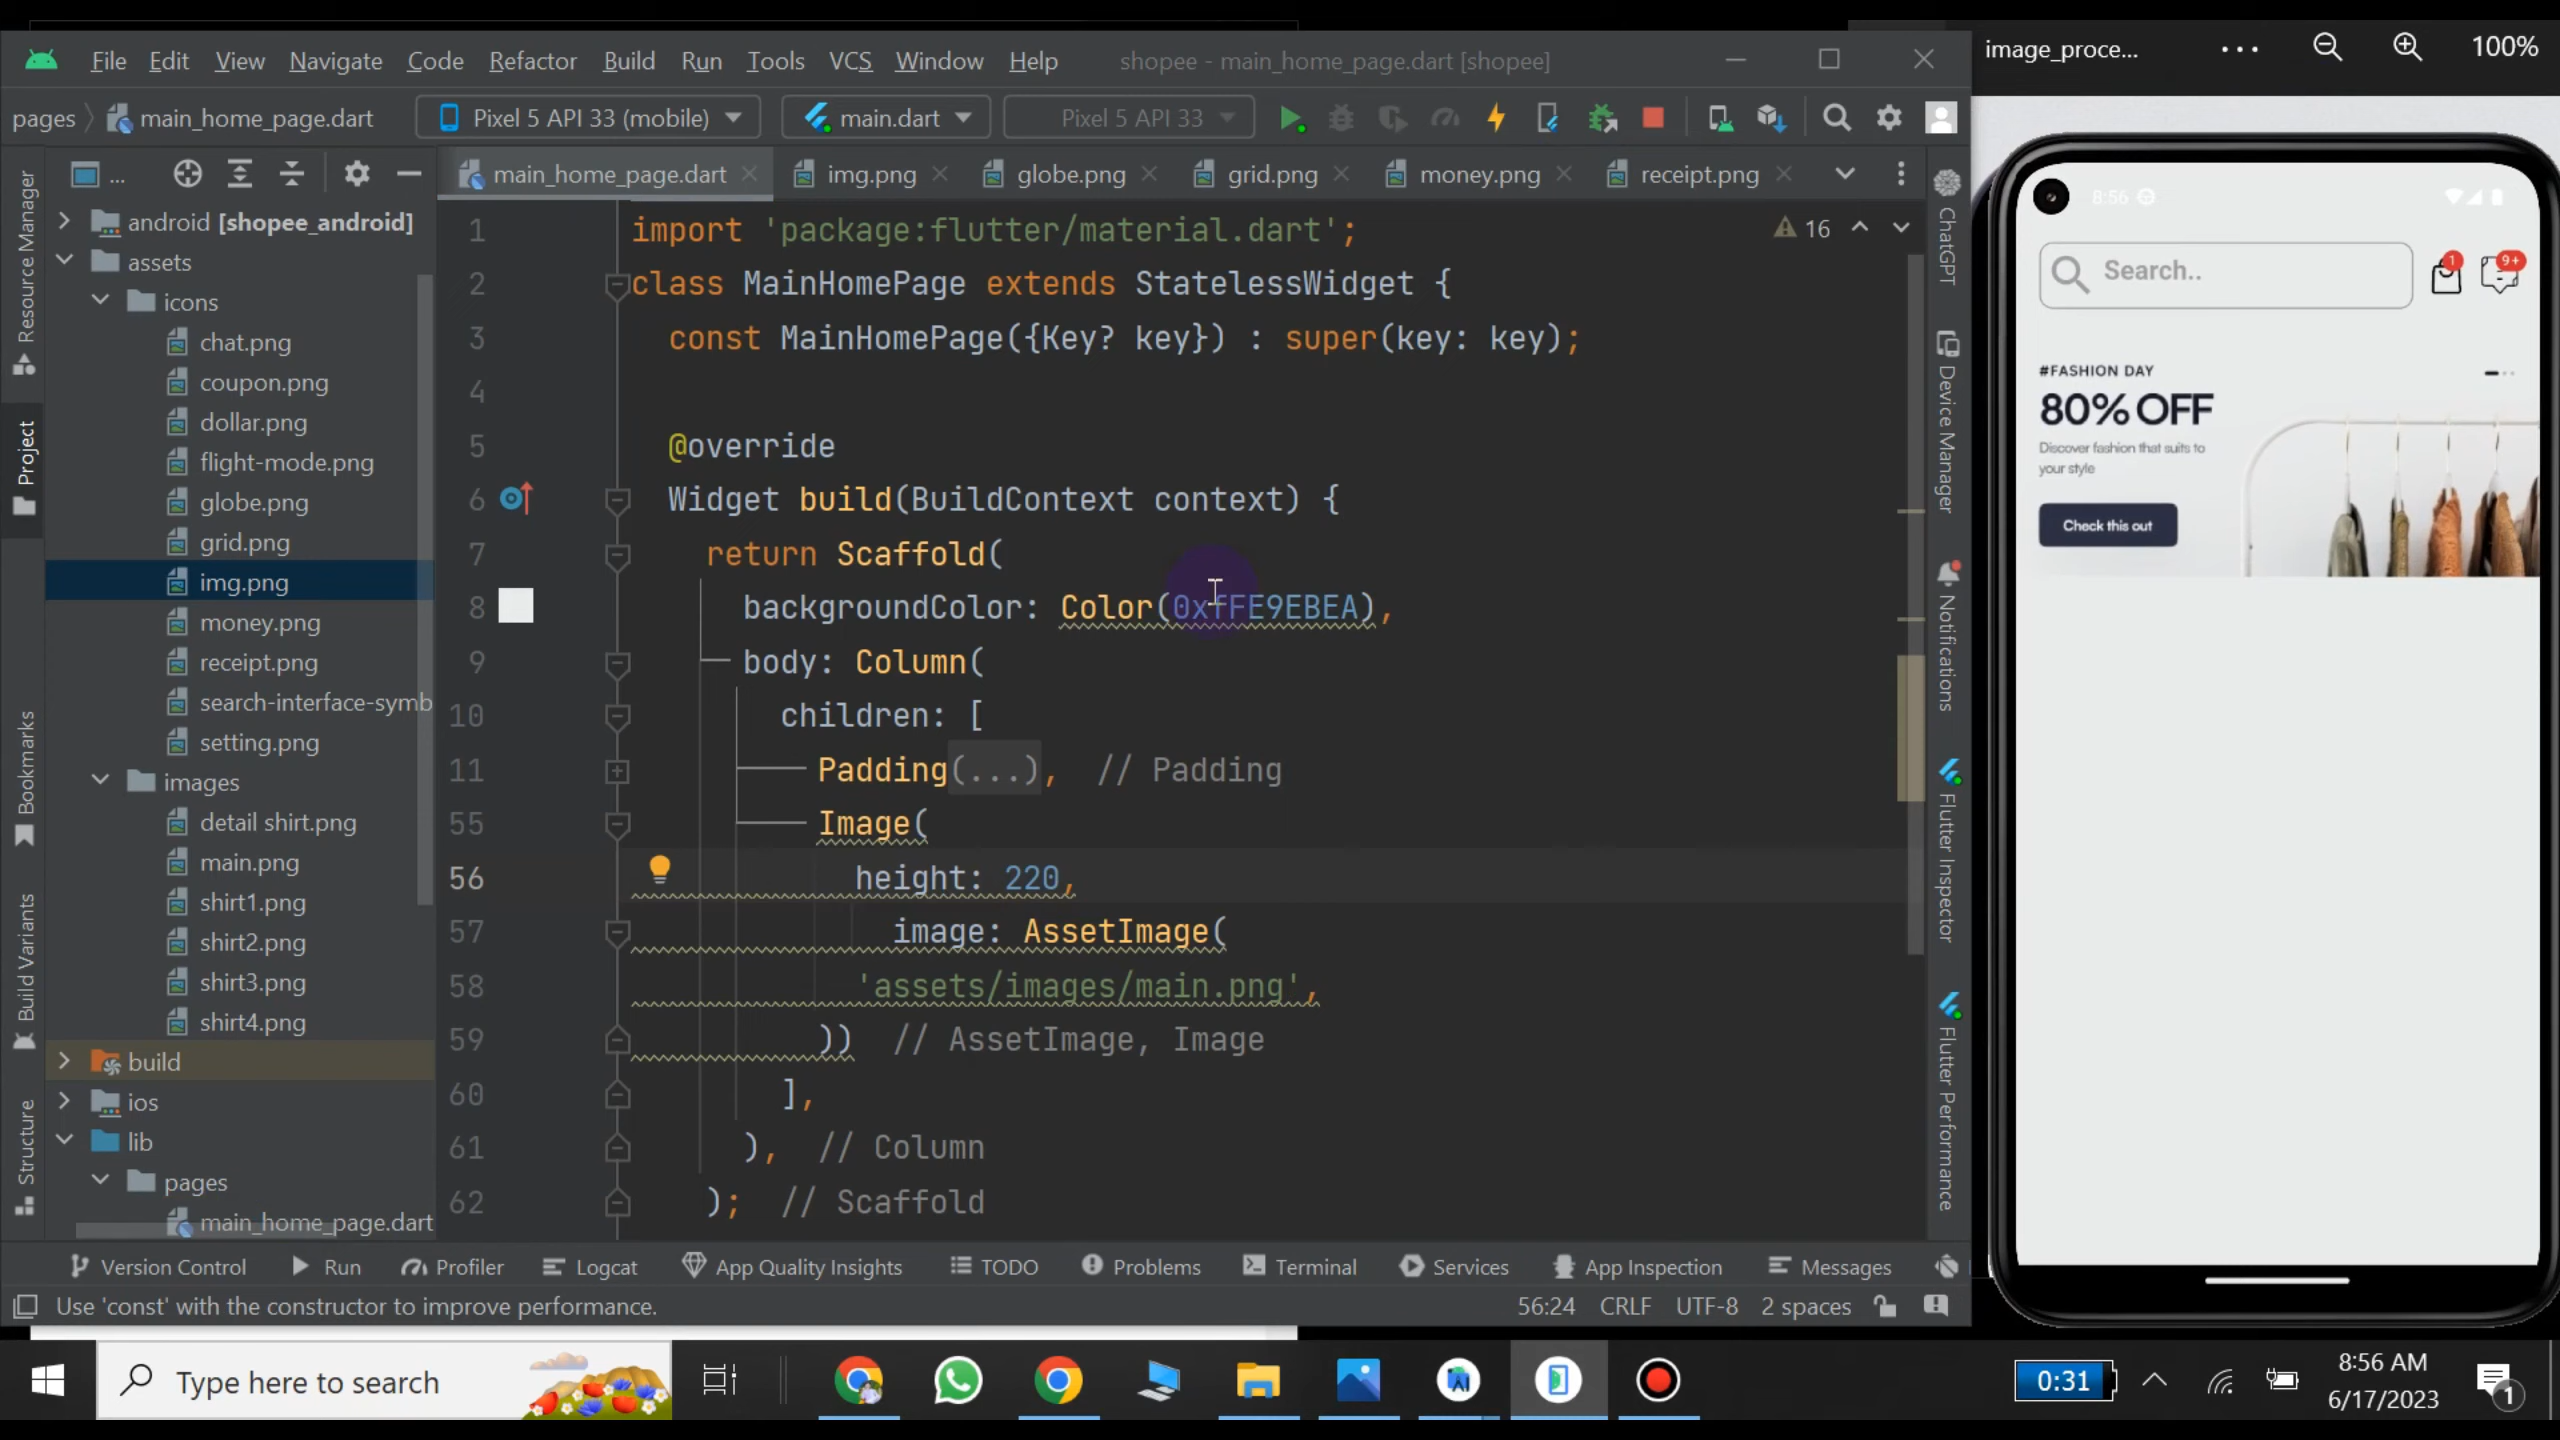 File Edit View Navigate Code Refactor Build Run Tools VCS Window Help shopee - main_home_page.dart [shopee]
pages main_home_page.dart Pixel 5 API 33 (mobile) main.dart Pixel 5 API 33
... main_home_page.dart img.png globe.png grid.png money.png receipt.png
Resource Manager
Project
Bookmarks
Build Variants
Structure
android [shopee_android]
assets
icons
chat.png
coupon.png
dollar.png
flight-mode.png
globe.png
grid.png
img.png
money.png
receipt.png
search-interface-symb
setting.png
images
detail shirt.png
main.png
shirt1.png
shirt2.png
shirt3.png
shirt4.png
build
ios
lib
pages
main_home_page.dart
16
1 import 'package:flutter/material.dart';
2 class MainHomePage extends StatelessWidget {
3 const MainHomePage({Key? key}) : super(key: key);
4
5 @override
6 Widget build(BuildContext context) {
7 return Scaffold(
8 backgroundColor: Color(0xfFE9EBEA),
9 body: Column(
10 children: [
11 Padding(...), // Padding
55 Image(
56 height: 220,
57 image: AssetImage(
58 'assets/images/main.png',
59 )) // AssetImage, Image
60 ],
61 ), // Column
62 ); // Scaffold
ChatGPT
Device Manager
Notifications
Flutter Inspector
Flutter Performance
Version Control Run Profiler Logcat App Quality Insights TODO Problems Terminal Services App Inspection Messages
Use 'const' with the constructor to improve performance. 56:24 CRLF UTF-8 2 spaces
image_proce... 100%
8:56
Search.. 1 9+
#FASHION DAY
80% OFF
Discover fashion that suits to
your style
Check this out
Type here to search
0:31
8:56 AM
6/17/2023
1